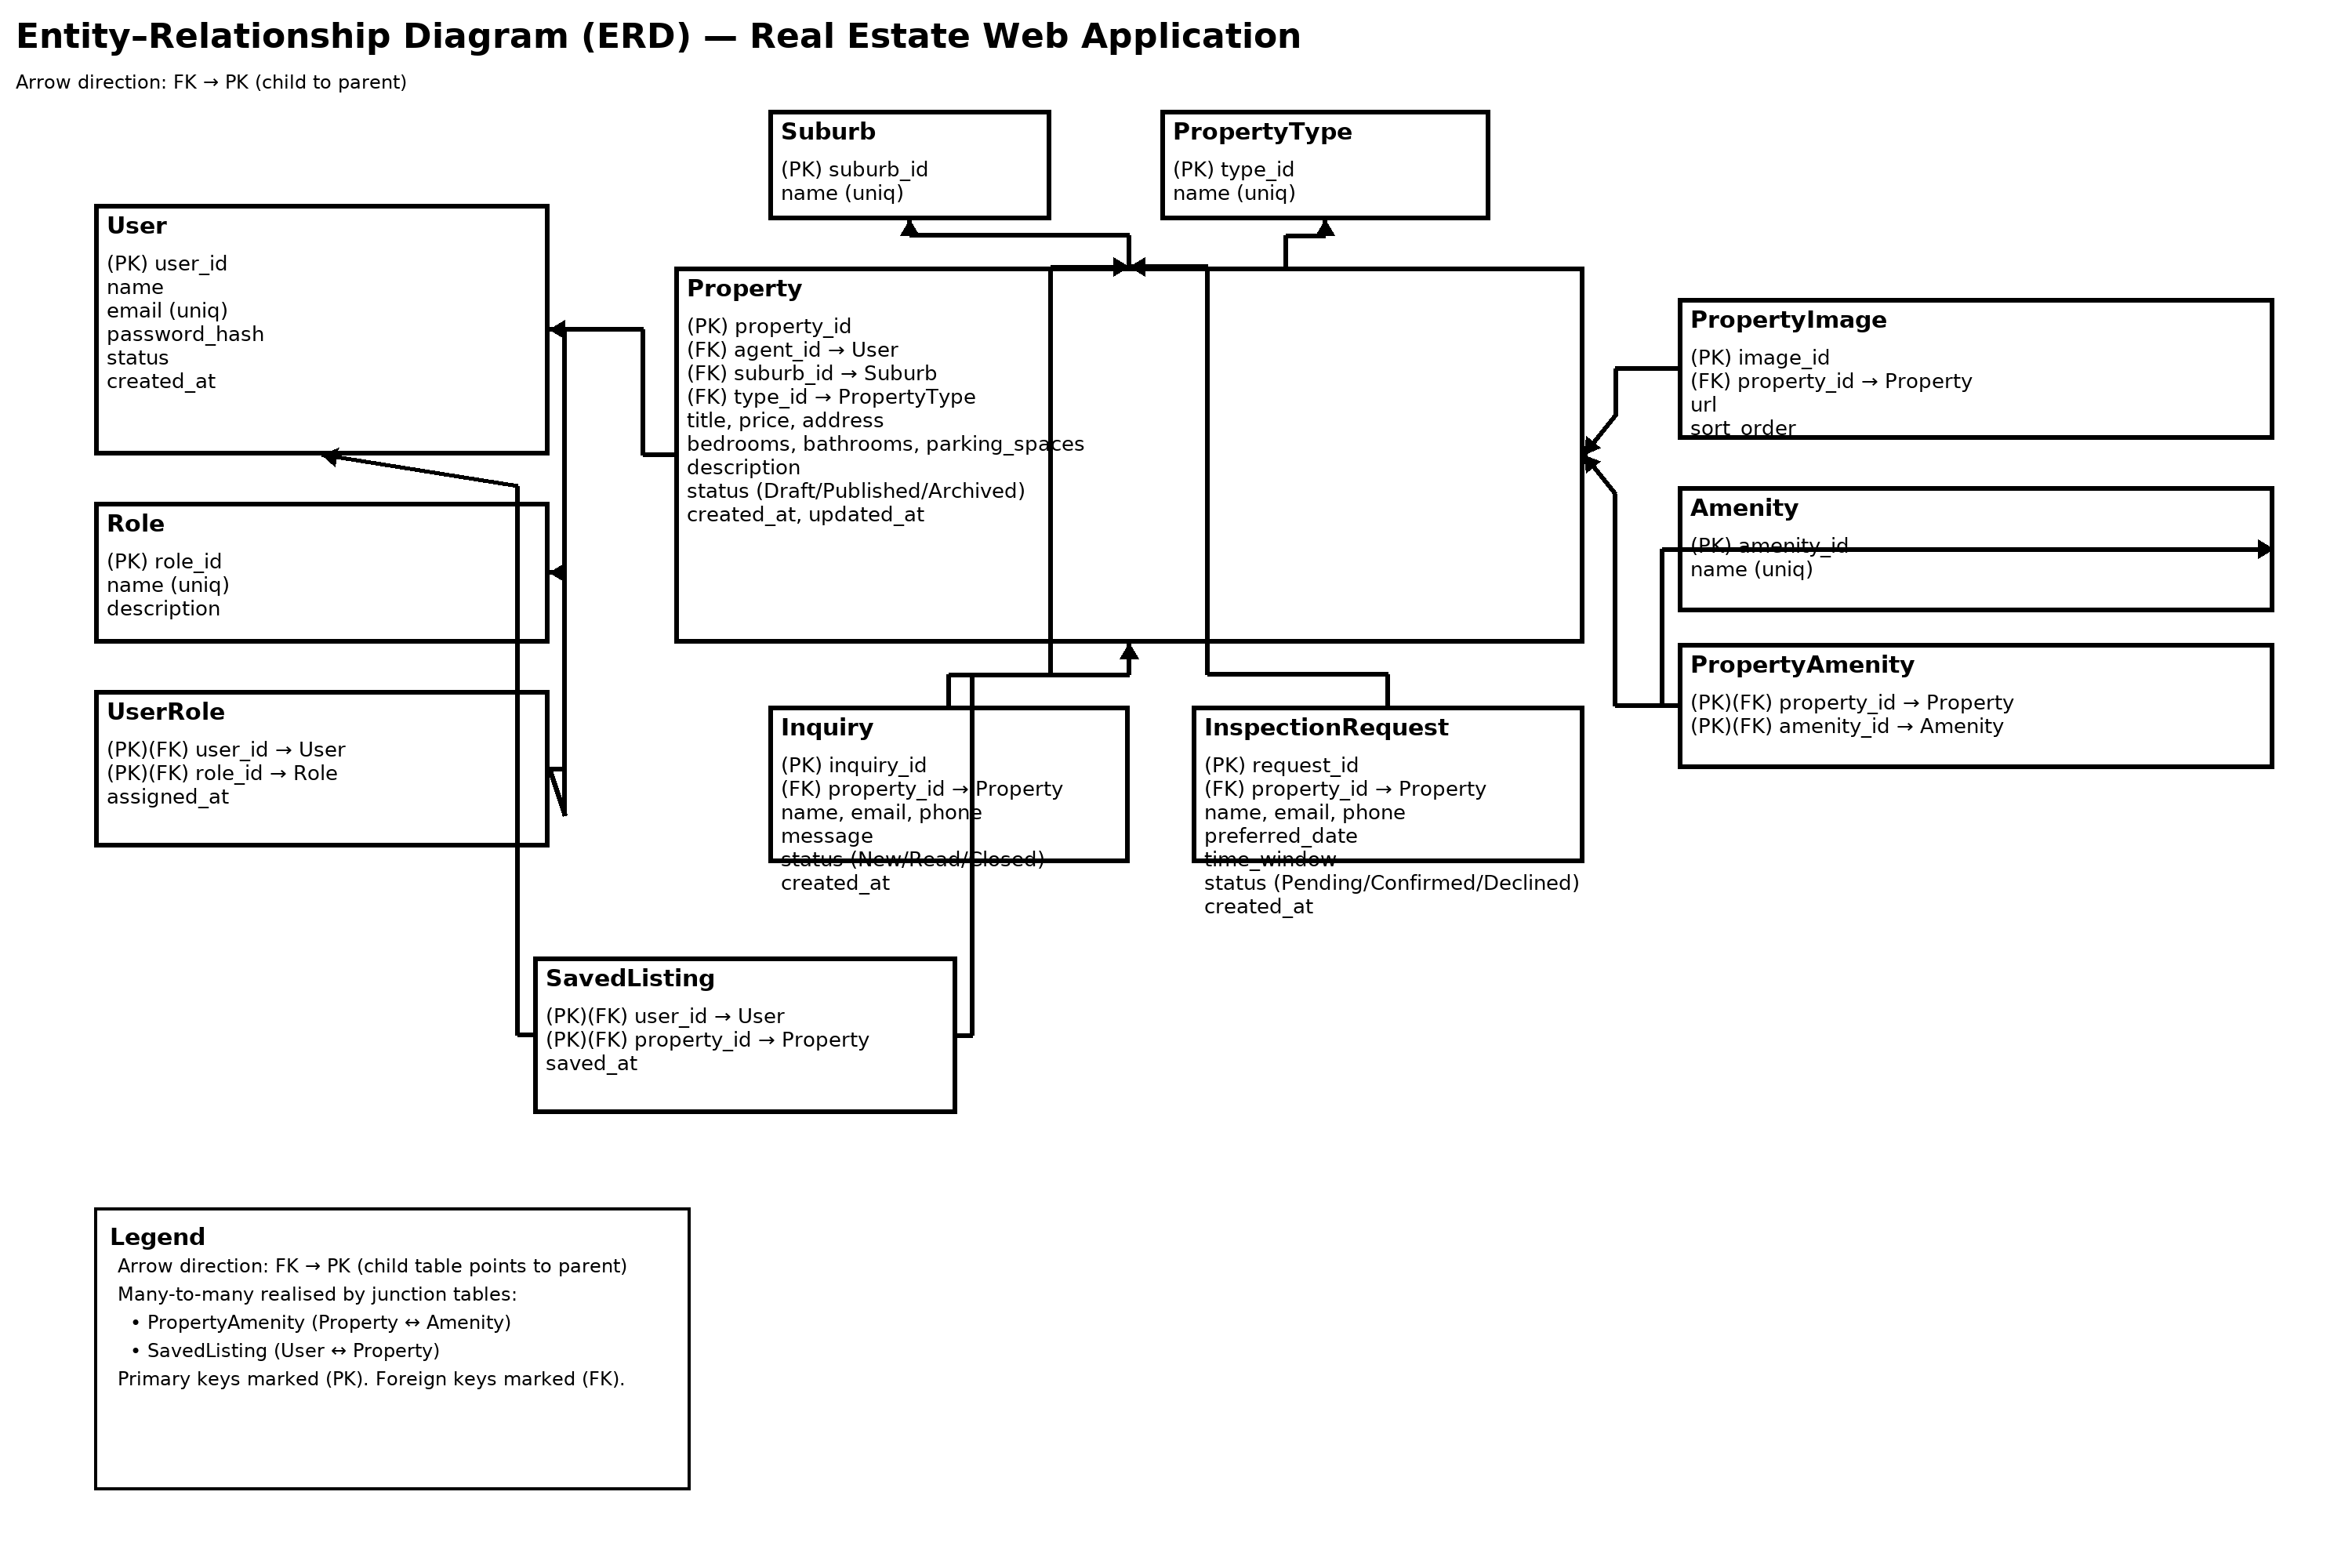 Entity–Relationship Diagram (ERD) — Real Estate Web Application
Arrow direction: FK → PK (child to parent)
Suburb
(PK) suburb_id
name (uniq)
PropertyType
(PK) type_id
name (uniq)
User
(PK) user_id
name
email (uniq)
password_hash
status
created_at
Property
(PK) property_id
(FK) agent_id → User
(FK) suburb_id → Suburb
(FK) type_id → PropertyType
title, price, address
bedrooms, bathrooms, parking_spaces
description
status (Draft/Published/Archived)
created_at, updated_at
PropertyImage
(PK) image_id
(FK) property_id → Property
url
sort_order
Role
(PK) role_id
name (uniq)
description
Amenity
(PK) amenity_id
name (uniq)
UserRole
(PK)(FK) user_id → User
(PK)(FK) role_id → Role
assigned_at
PropertyAmenity
(PK)(FK) property_id → Property
(PK)(FK) amenity_id → Amenity
Inquiry
(PK) inquiry_id
(FK) property_id → Property
name, email, phone
message
status (New/Read/Closed)
created_at
InspectionRequest
(PK) request_id
(FK) property_id → Property
name, email, phone
preferred_date
time_window
status (Pending/Confirmed/Declined)
created_at
SavedListing
(PK)(FK) user_id → User
(PK)(FK) property_id → Property
saved_at
Legend
Arrow direction: FK → PK (child table points to parent)
Many-to-many realised by junction tables:
• PropertyAmenity (Property ↔ Amenity)
• SavedListing (User ↔ Property)
Primary keys marked (PK). Foreign keys marked (FK).